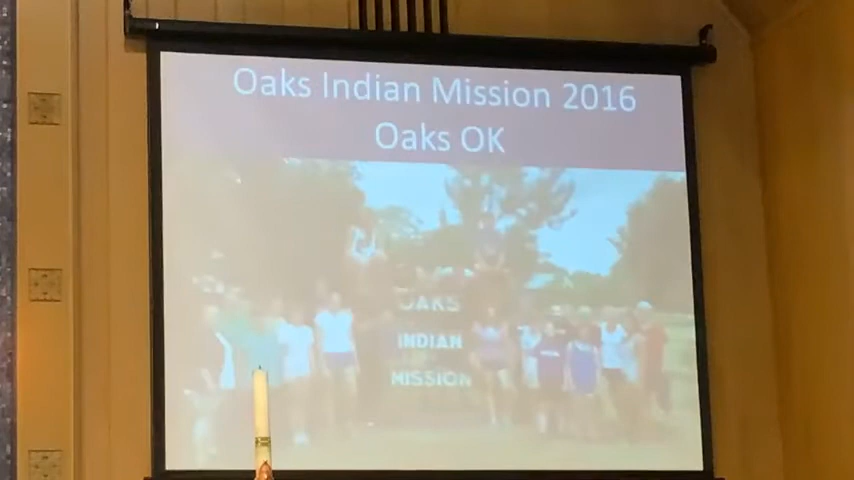 Oaks Indian Mission 2016
Oaks OK
OAKS
INDIAN
MISSION